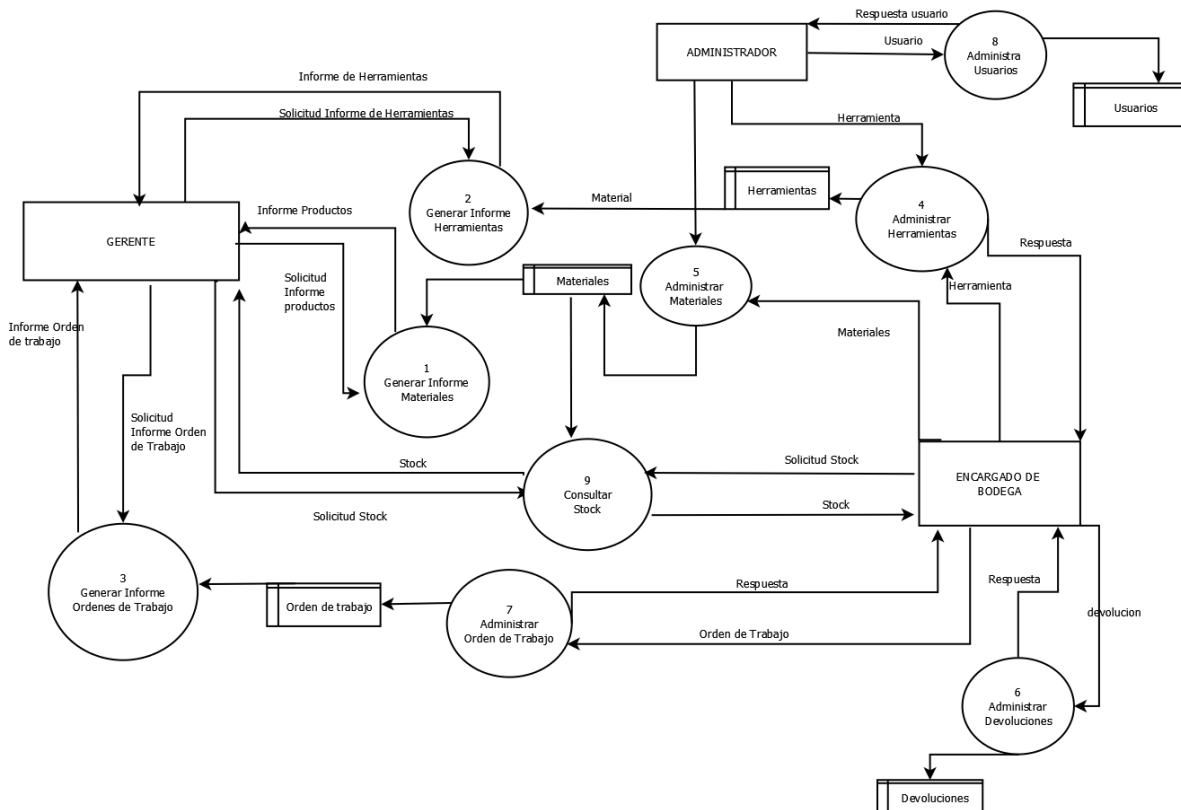 Respuesta usuario
ADMINISTRADOR
Usuario
8
Administra
Usuarios
Usuarios
Informe de Herramientas
Solicitud Informe de Herramientas
Herramienta
2
Generar Informe
Herramientas
Material
Herramientas
4
Administrar
Herramientas
Respuesta
GERENTE
Informe Productos
Solicitud
Informe
productos
Materiales
5
Administrar
Materiales
Herramienta
Informe Orden
de trabajo
Materiales
1
Generar Informe
Materiales
Solicitud
Informe Orden
de Trabajo
Stock
9
Consultar
Stock
Solicitud Stock
ENCARGADO DE
BODEGA
Solicitud Stock
Stock
3
Generar Informe
Ordenes de Trabajo
Orden de trabajo
7
Administrar
Orden de Trabajo
Respuesta
Respuesta
devolucion
Orden de Trabajo
6
Administrar
Devoluciones
Devoluciones